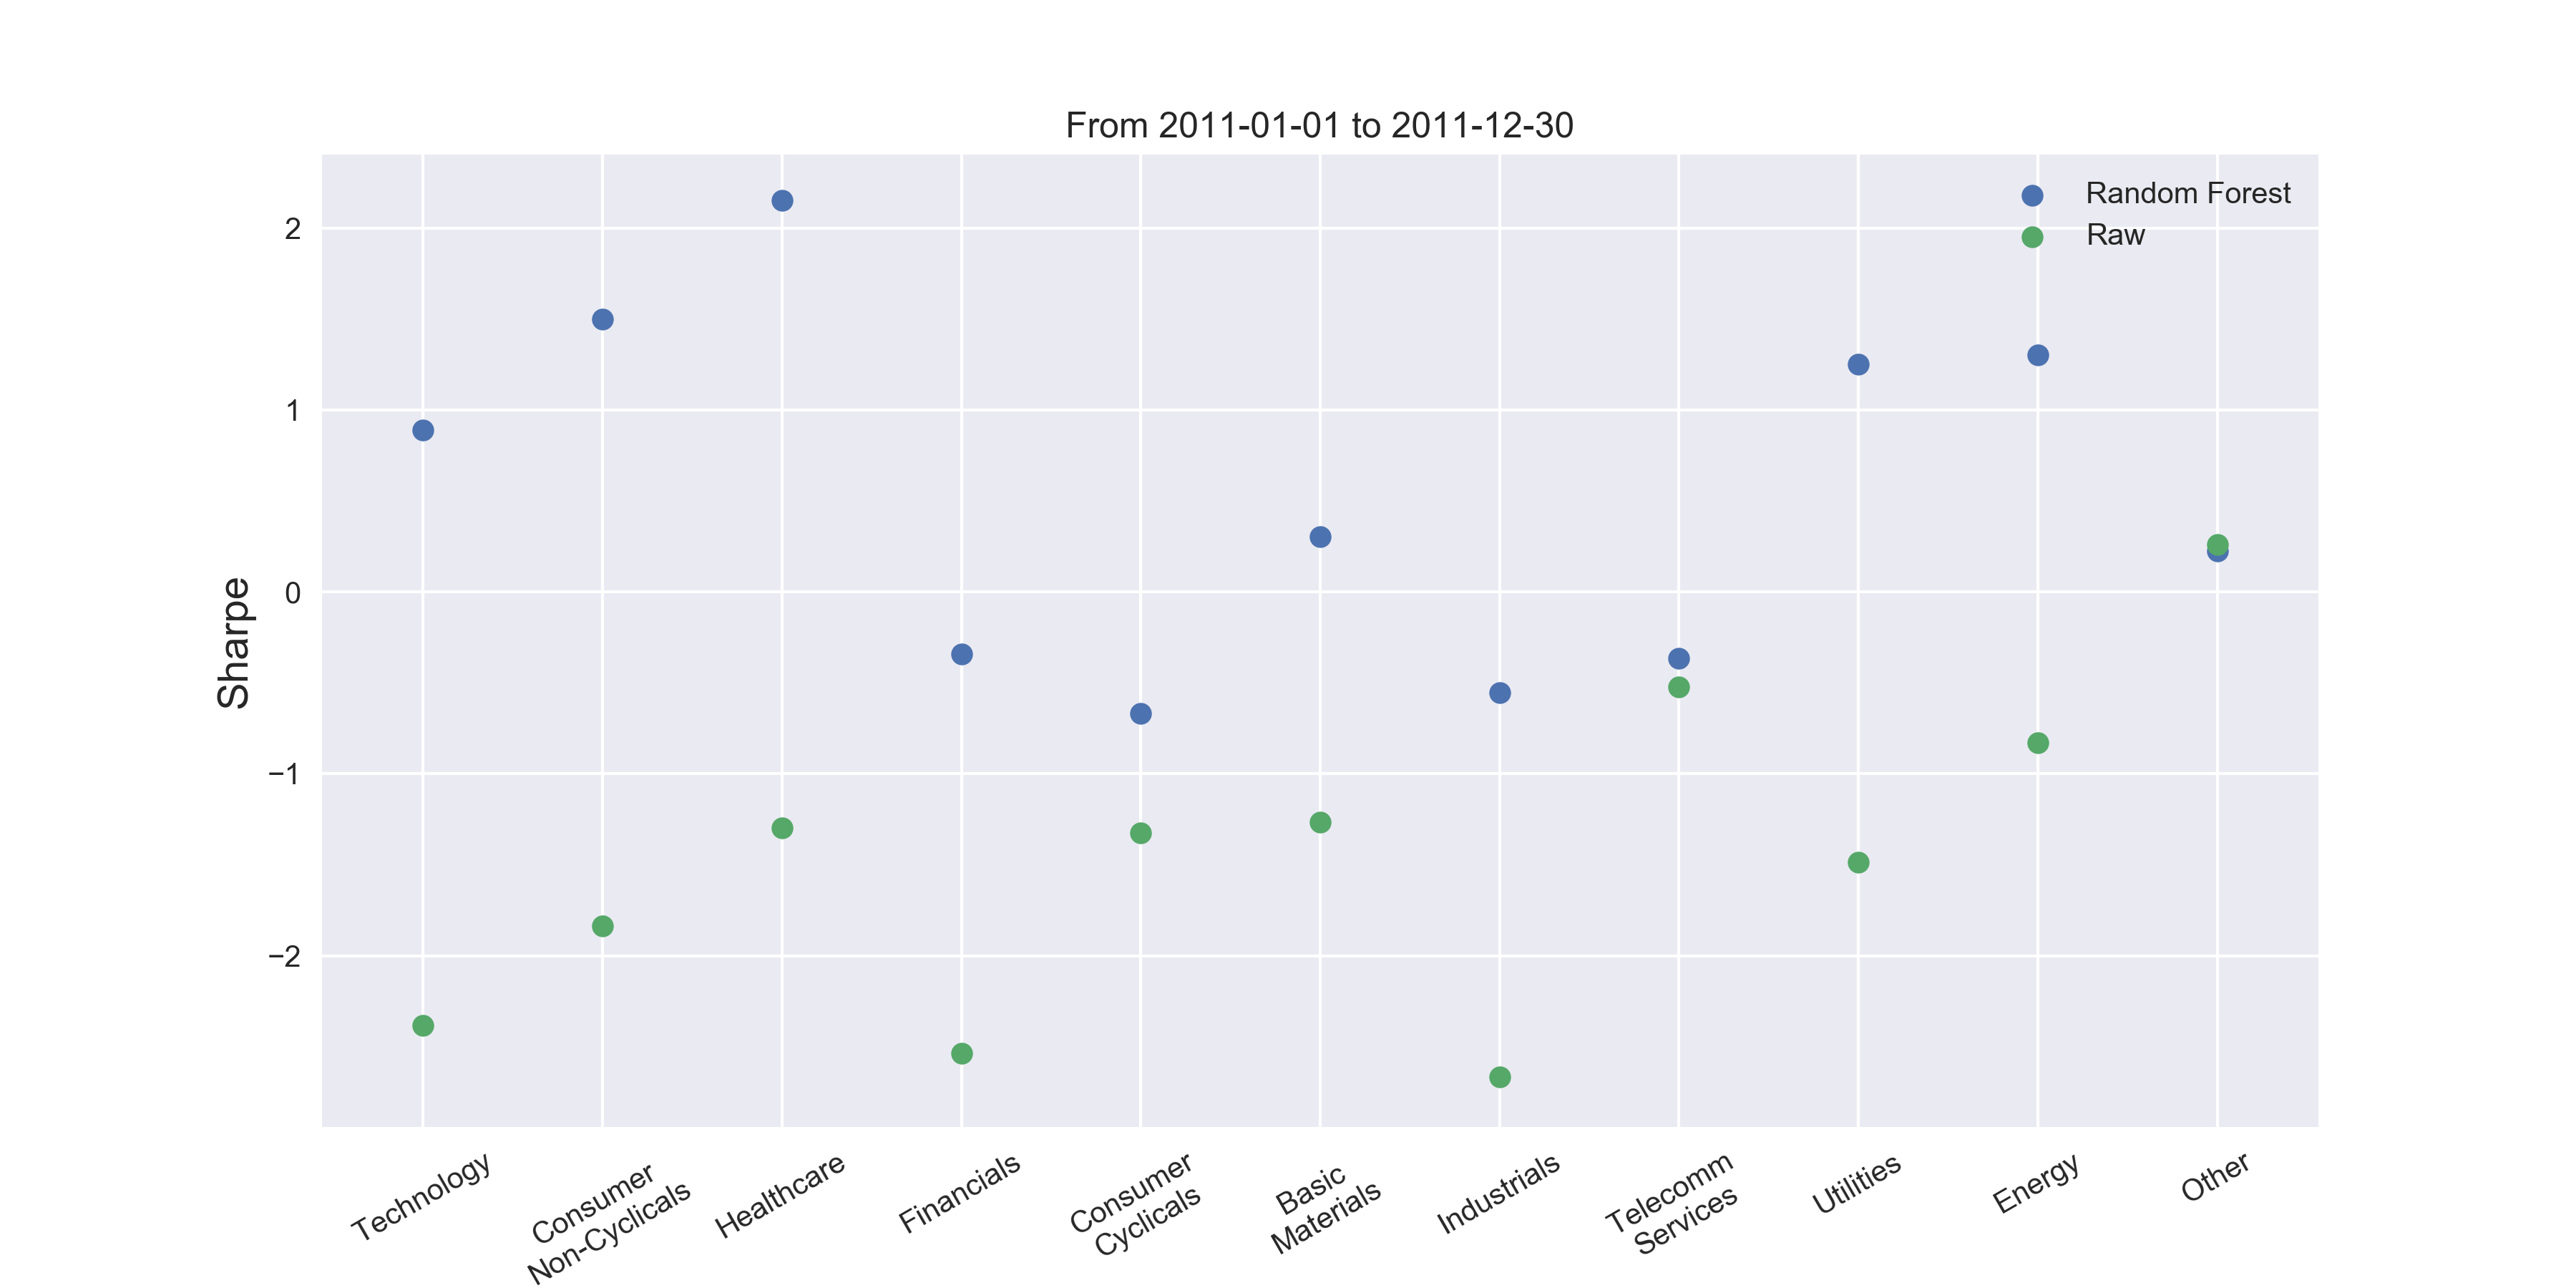 From 2011-01-01 to 2011-12-30
Random Forest
Raw
2
1
0
−1
−2
Sharpe
Technology
Consumer
Non-Cyclicals
Healthcare
Financials
Consumer
Cyclicals
Basic
Materials
Industrials
Telecomm
Services
Utilities
Energy
Other